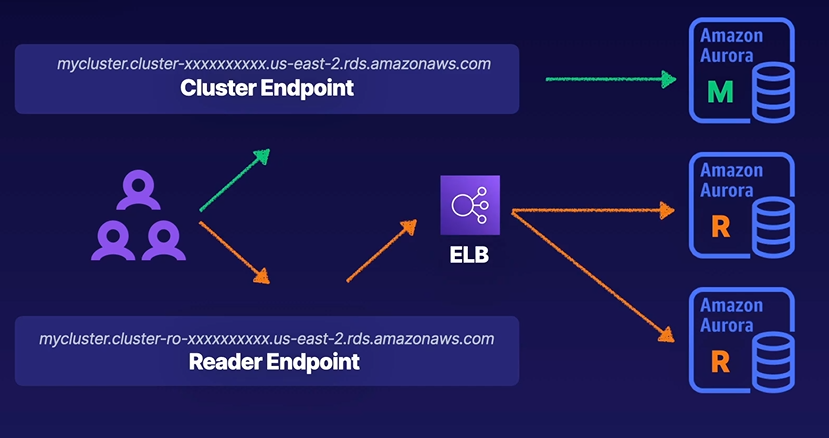 mycluster.cluster-xxxxxxxxxx.us-east-2.rds.amazonaws.com
Cluster Endpoint
Amazon
Aurora
M
Amazon
Aurora
R
ELB
mycluster.cluster-ro-xxxxxxxxxx.us-east-2.rds.amazonaws.com
Reader Endpoint
Amazon
Aurora
R